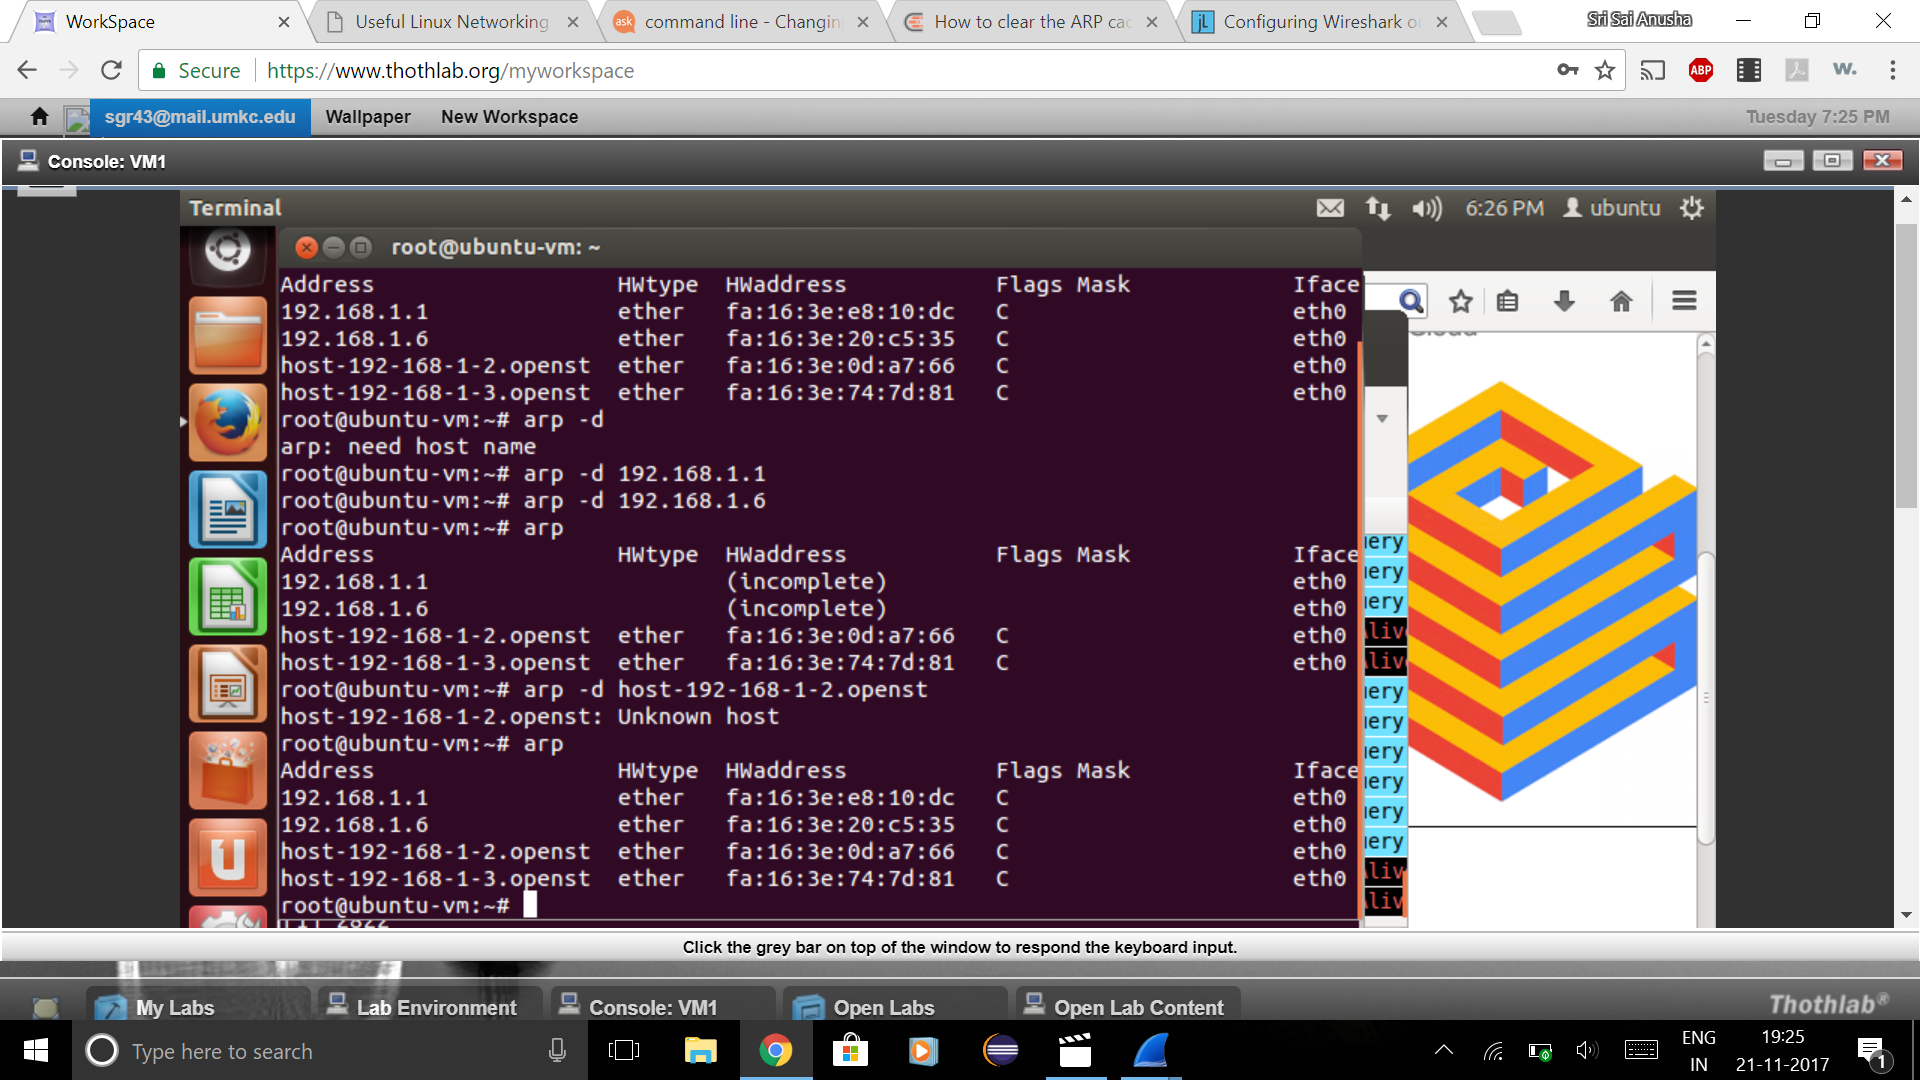 WorkSpace
Useful Linux Networking
command line - Changin
How to clear the ARP cac
Configuring Wireshark or
Sri Sai Anusha
Secure
https://www.thothlab.org/myworkspace
ABP
W.
sgr43@mail.umkc.edu Wallpaper New Workspace Tuesday 7:25 PM
Console: VM1
Terminal 6:26 PM ubuntu
root@ubuntu-vm: ~
Address HWtype HWaddress Flags Mask Iface
192.168.1.1 ether fa:16:3e:e8:10:dc C eth0
192.168.1.6 ether fa:16:3e:20:c5:35 C eth0
host-192-168-1-2.openst ether fa:16:3e:0d:a7:66 C eth0
host-192-168-1-3.openst ether fa:16:3e:74:7d:81 C eth0
root@ubuntu-vm:~# arp -d
arp: need host name
root@ubuntu-vm:~# arp -d 192.168.1.1
root@ubuntu-vm:~# arp -d 192.168.1.6
root@ubuntu-vm:~# arp
Address HWtype HWaddress Flags Mask Iface
192.168.1.1 (incomplete) eth0
192.168.1.6 (incomplete) eth0
host-192-168-1-2.openst ether fa:16:3e:0d:a7:66 C eth0
host-192-168-1-3.openst ether fa:16:3e:74:7d:81 C eth0
root@ubuntu-vm:~# arp -d host-192-168-1-2.openst
host-192-168-1-2.openst: Unknown host
root@ubuntu-vm:~# arp
Address HWtype HWaddress Flags Mask Iface
192.168.1.1 ether fa:16:3e:e8:10:dc C eth0
192.168.1.6 ether fa:16:3e:20:c5:35 C eth0
host-192-168-1-2.openst ether fa:16:3e:0d:a7:66 C eth0
host-192-168-1-3.openst ether fa:16:3e:74:7d:81 C eth0
root@ubuntu-vm:~#
Click the grey bar on top of the window to respond the keyboard input.
My Labs
Lab Environment
Console: VM1
Open Labs
Open Lab Content
Thothlab®
Type here to search
ENG
IN
19:25
21-11-2017
1